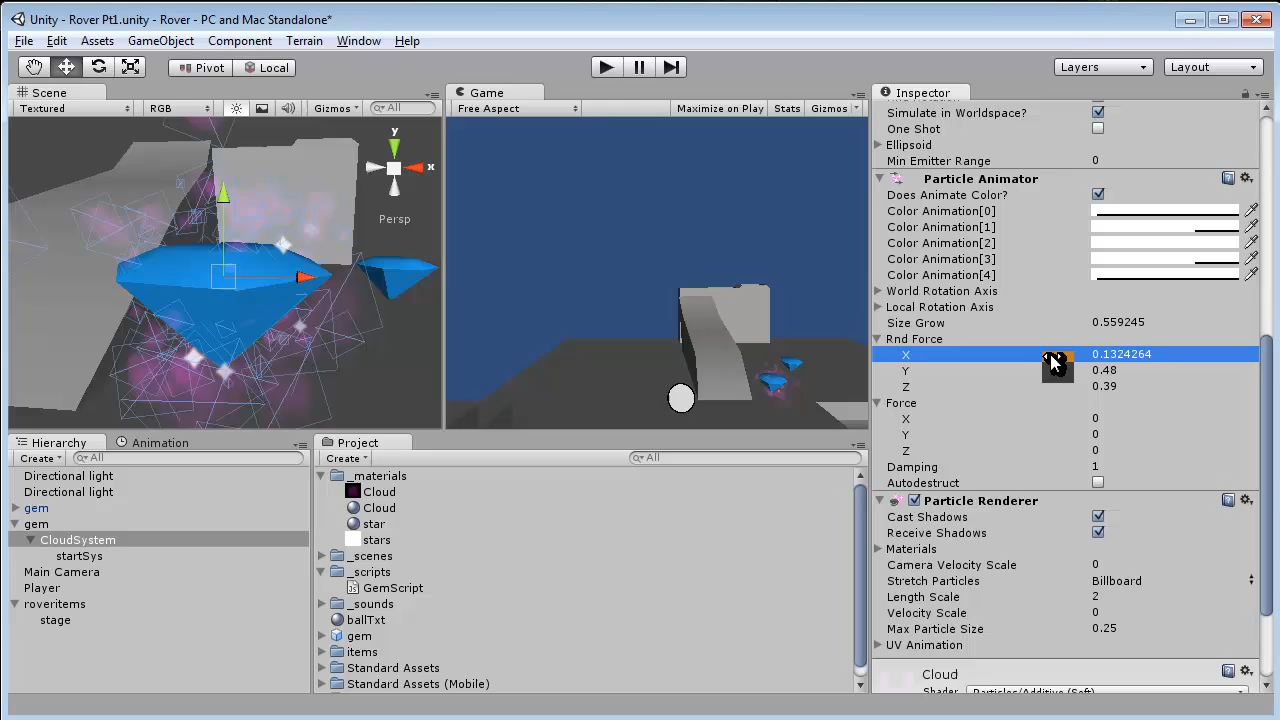 Unity - Rover Pt1.unity - Rover - PC and Mac Standalone*
File Edit Assets GameObject Component Terrain Window Help
Pivot Local Layers Layout
Scene
Textured RGB Gizmos All
y
x
Persp
Game
Free Aspect Maximize on Play Stats Gizmos
Inspector
Simulate in Worldspace?
One Shot
Ellipsoid
Min Emitter Range 0
Particle Animator
Does Animate Color?
Color Animation[0]
Color Animation[1]
Color Animation[2]
Color Animation[3]
Color Animation[4]
World Rotation Axis
Local Rotation Axis
Size Grow 0.559245
Rnd Force
X 0.1324264
Y 0.48
Z 0.39
Force
X 0
Y 0
Z 0
Damping 1
Autodestruct
Particle Renderer
Cast Shadows
Receive Shadows
Materials
Camera Velocity Scale 0
Stretch Particles Billboard
Length Scale 2
Velocity Scale 0
Max Particle Size 0.25
UV Animation
Cloud
Shader Particles/Additive (Soft)
Hierarchy Animation
Create All
Directional light
Directional light
gem
gem
CloudSystem
startSys
Main Camera
Player
roveritems
stage
Project
Create All
_materials
Cloud
Cloud
star
stars
_scenes
_scripts
GemScript
_sounds
ballTxt
gem
items
Standard Assets
Standard Assets (Mobile)